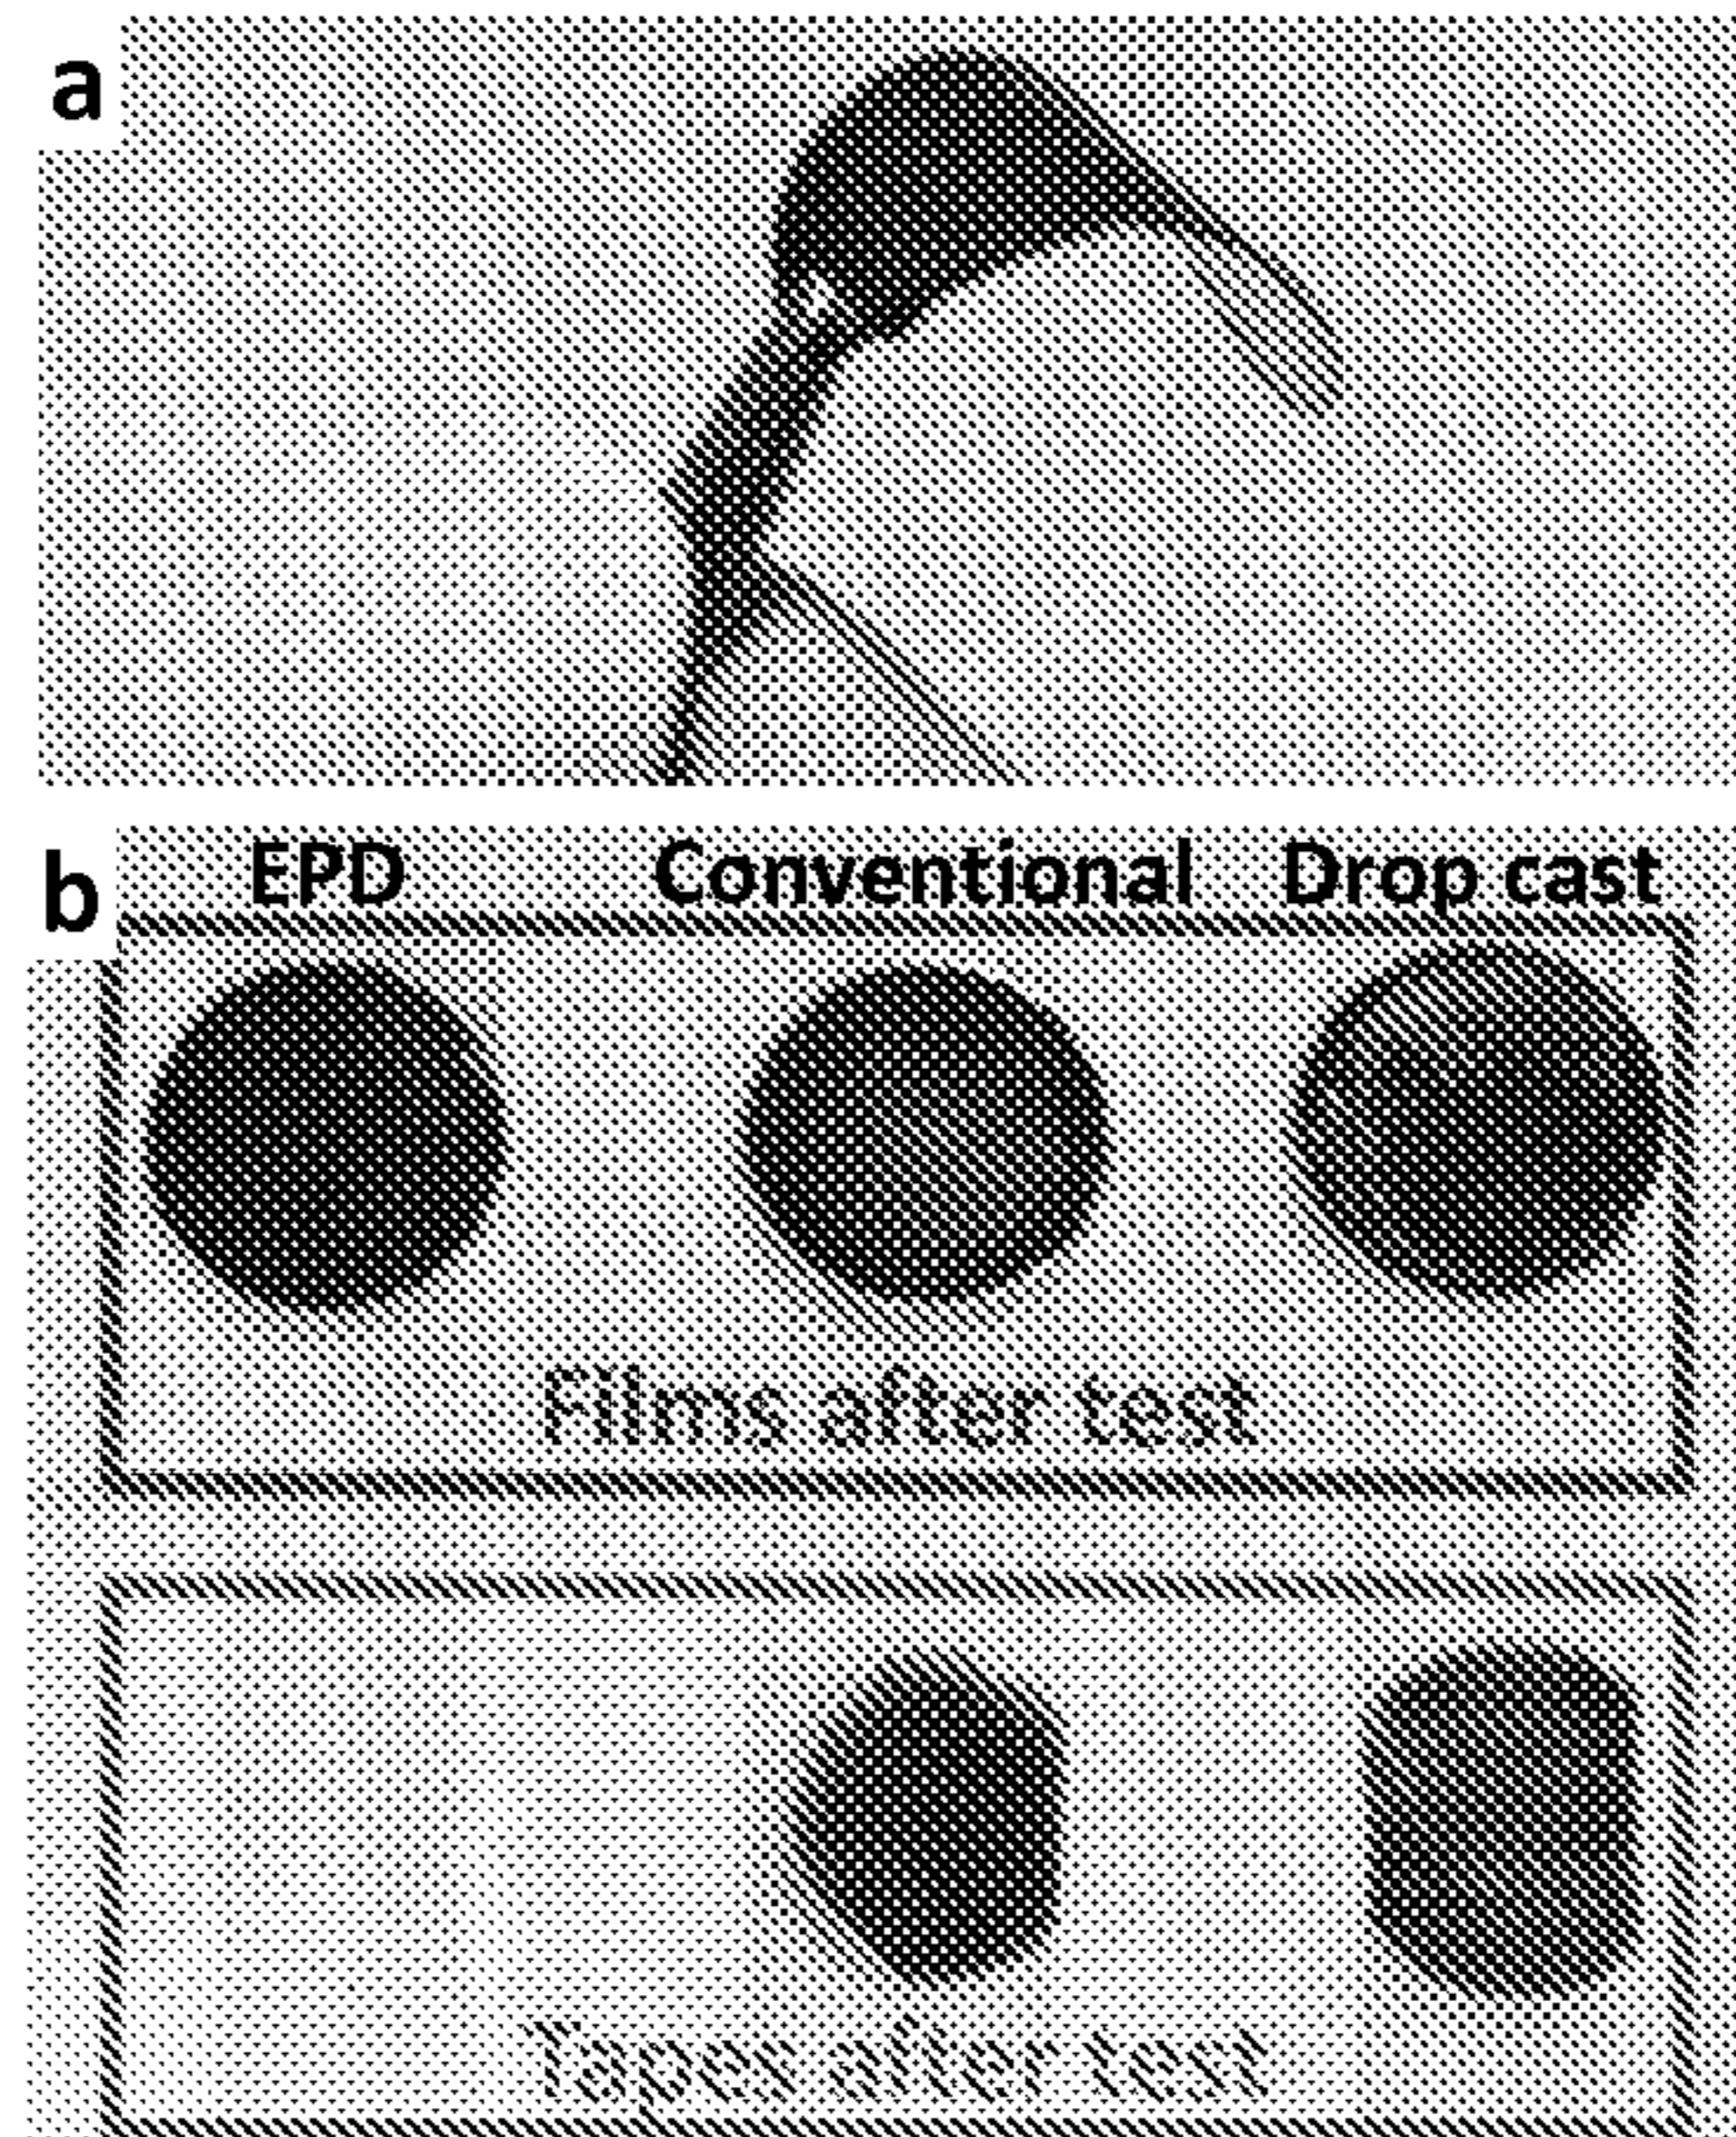 a
b
EPD Conventional Drop cast
Films after test
Tapes after test